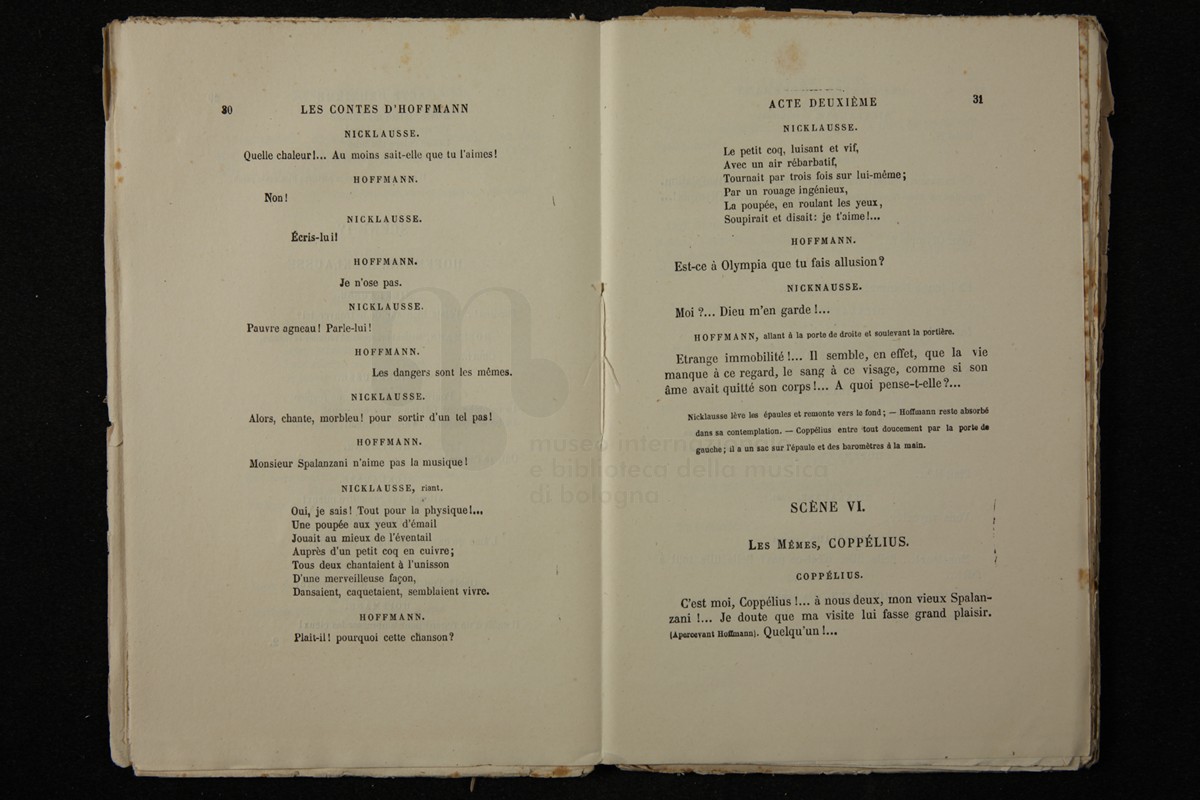 30
LES CONTES D'HOFFMANN
NICKLAUSSE.
Quelle chaleur!... Au moins sait-elle que tu l'aimes!
HOFFMANN.
Non!
NICKLAUSSE.
Écris-lui!
HOFFMANN.
Je n'ose pas.
NICKLAUSSE.
Pauvre agneau! Parle-lui!
HOFFMANN.
Les dangers sont les mêmes.
NICKLAUSSE.
Alors, chante, morbleu! pour sortir d'un tel pas!
HOFFMANN.
Monsieur Spalanzani n'aime pas la musique!
NICKLAUSSE, riant.
Oui, je sais! Tout pour la physique!...
Une poupée aux yeux d'émail
Jouait au mieux de l'éventail
Auprès d'un petit coq en cuivre;
Tous deux chantaient à l'unisson
D'une merveilleuse façon,
Dansaient, caquetaient, semblaient vivre.
HOFFMANN.
Plait-il! pourquoi cette chanson?
ACTE DEUXIÈME
31
NICKLAUSSE.
Le petit coq, luisant et vif,
Avec un air rébarbatif,
Tournait par trois fois sur lui-même;
Par un rouage ingénieux,
La poupée, en roulant les yeux,
Soupirait et disait: je t'aime!...
HOFFMANN.
Est-ce à Olympia que tu fais allusion?
NICKNAUSSE.
Moi?... Dieu m'en garde!...
HOFFMANN, allant à la porte de droite et soulevant la portière.
Etrange immobilité!... Il semble, en effet, que la vie
manque à ce regard, le sang à ce visage, comme si son
âme avait quitté son corps!... A quoi pense-t-elle?...
Nicklausse lève les épaules et remonte vers le fond; — Hoffmann reste absorbé
dans sa contemplation. — Coppélius entre tout doucement par la porte de
gauche; il a un sac sur l'épaule et des baromètres à la main.
SCÈNE VI.
LES MÊMES, COPPÉLIUS.
COPPÉLIUS.
C'est moi, Coppélius!... à nous deux, mon vieux Spalan-
zani!... Je doute que ma visite lui fasse grand plaisir.
(Apercevant Hoffmann). Quelqu'un!...
museo internazionale
e biblioteca della musica
di bologna